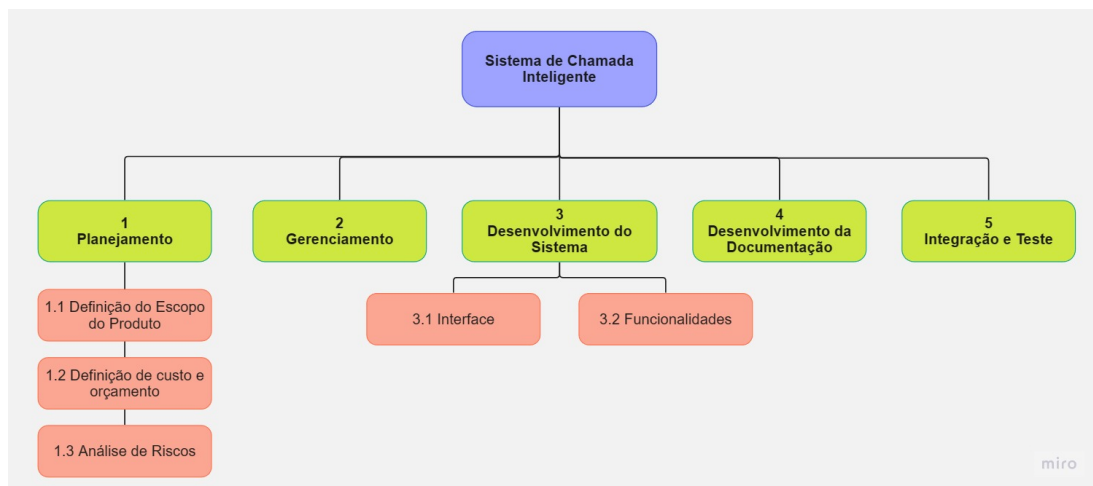 Sistema de Chamada
Inteligente
1
Planejamento
2
Gerenciamento
3
Desenvolvimento do
Sistema
4
Desenvolvimento da
Documentação
5
Integração e Teste
1.1 Definição do Escopo
do Produto
1.2 Definição de custo e
orçamento
1.3 Análise de Riscos
3.1 Interface
3.2 Funcionalidades
miro